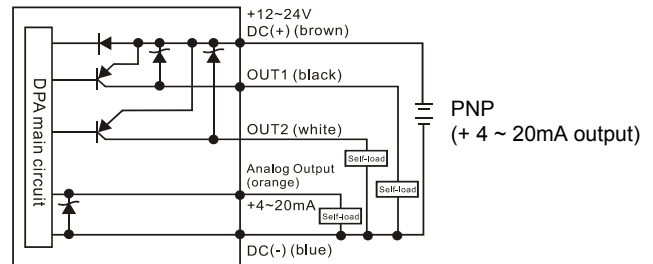 +12~24V
DC(+) (brown)
OUT1 (black)
DPA main circuit
OUT2 (white)
PNP
(+ 4 ~ 20mA output)
Self-load
Analog Output
(orange)
Self-load
+4~20mA
Self-load
DC(-) (blue)